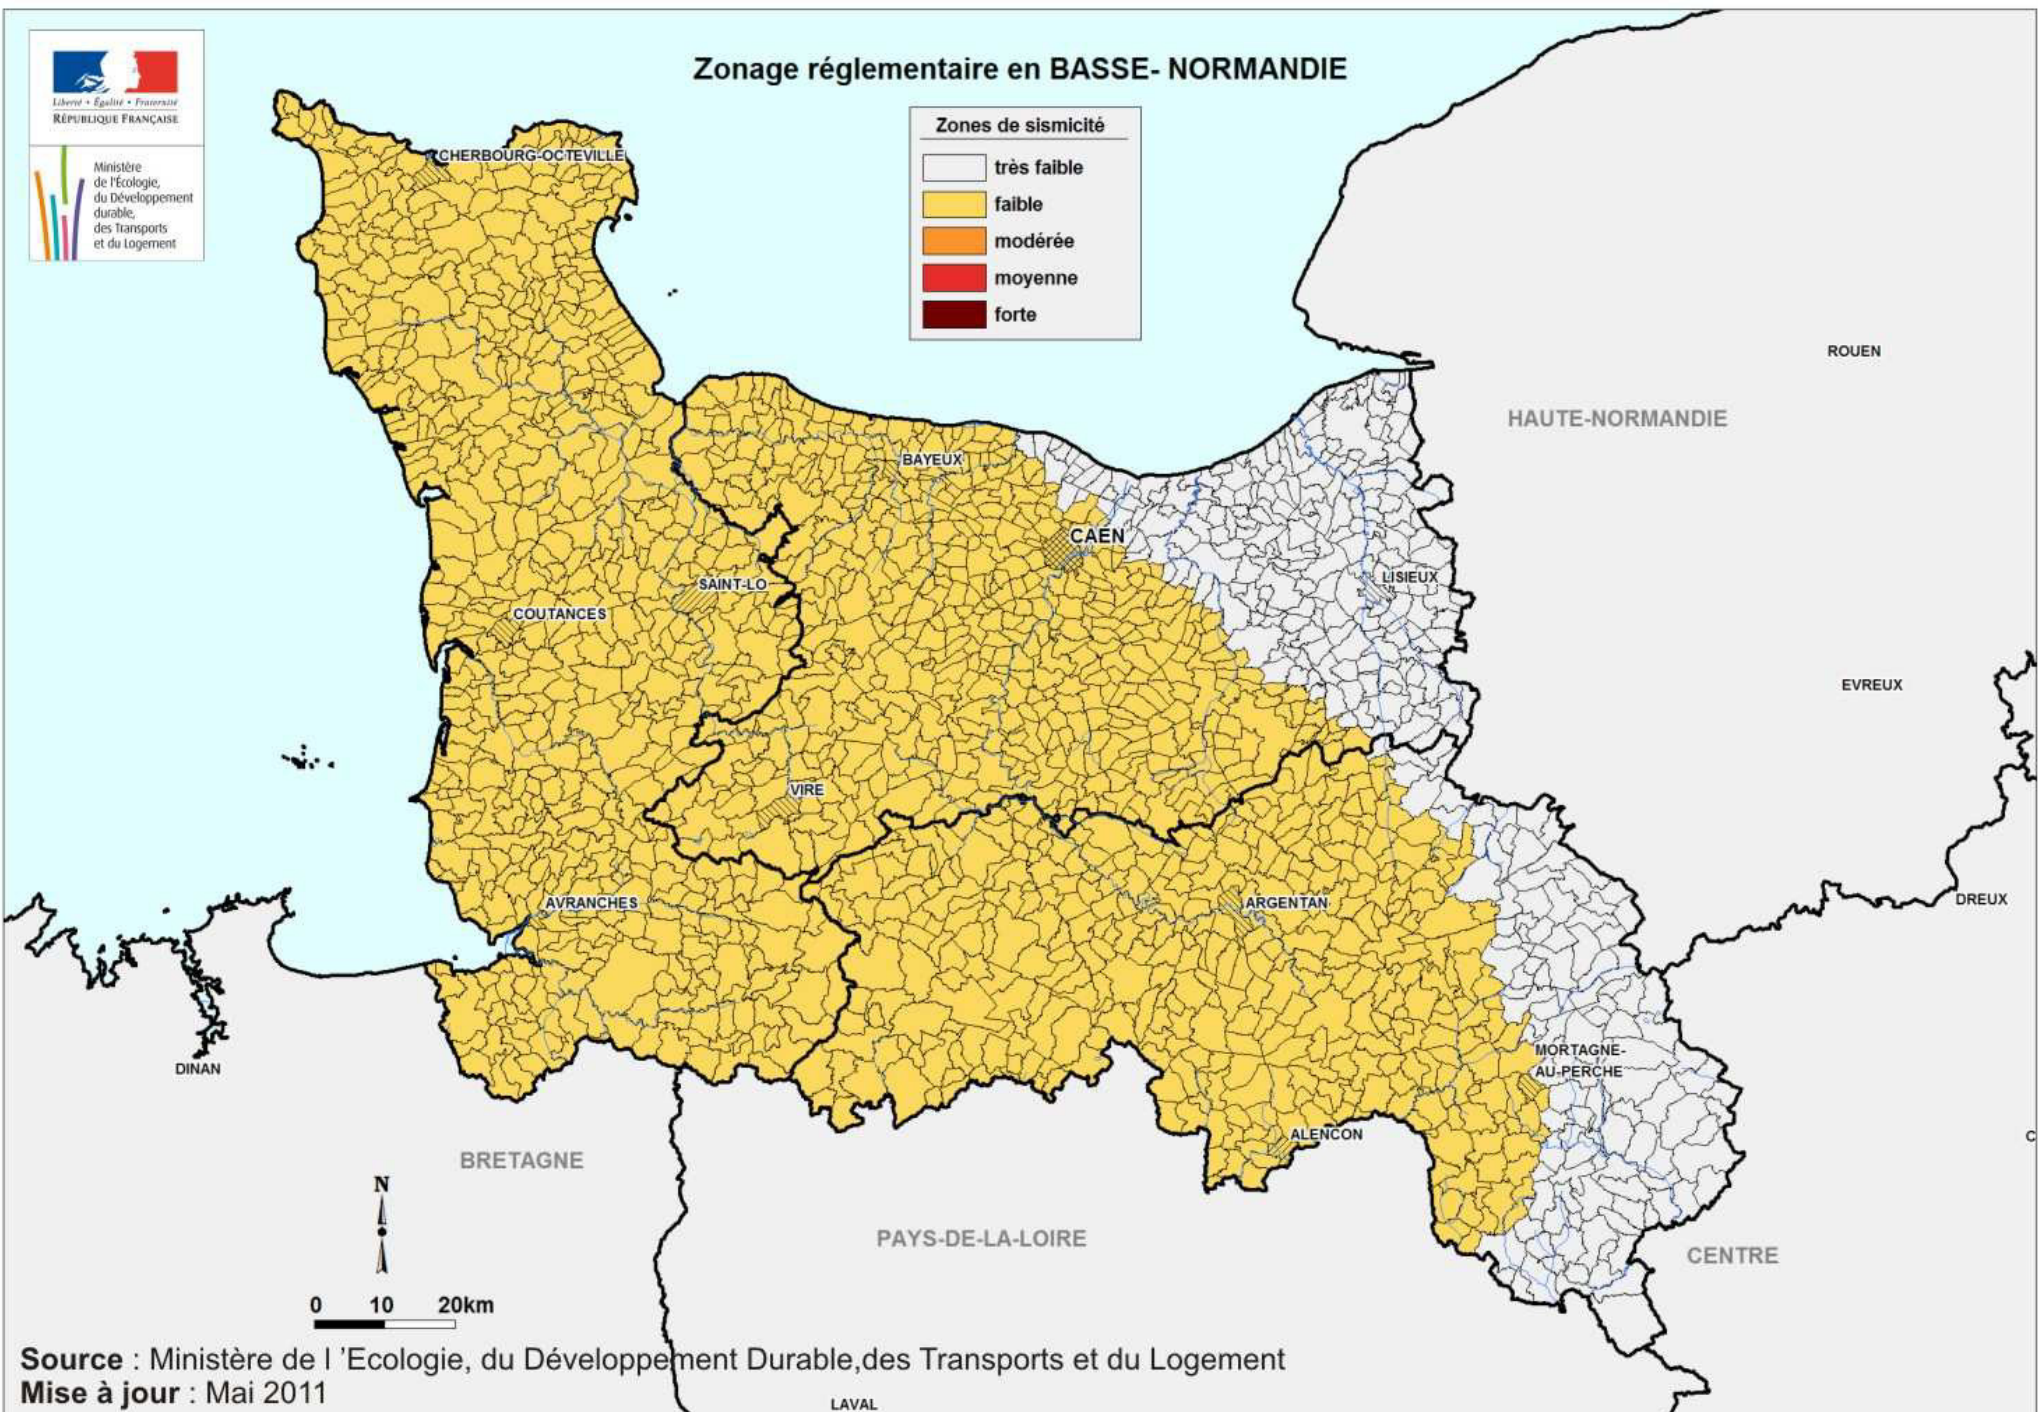 Zonage réglementaire en BASSE- NORMANDIE
Liberté • Égalité • Fraternité
RÉPUBLIQUE FRANÇAISE
Ministère
de l'Écologie,
du Développement
durable,
des Transports
et du Logement
Zones de sismicité
très faible
faible
modérée
moyenne
forte
CHERBOURG-OCTEVILLE
ROUEN
HAUTE-NORMANDIE
BAYEUX
CAEN
LISIEUX
SAINT-LO
COUTANCES
EVREUX
VIRE
AVRANCHES
ARGENTAN
DREUX
DINAN
MORTAGNE-
AU-PERCHE
ALENCON
C
BRETAGNE
PAYS-DE-LA-LOIRE
CENTRE
N
0 10 20km
Source : Ministère de l 'Ecologie, du Développement Durable,des Transports et du Logement
Mise à jour : Mai 2011
LAVAL